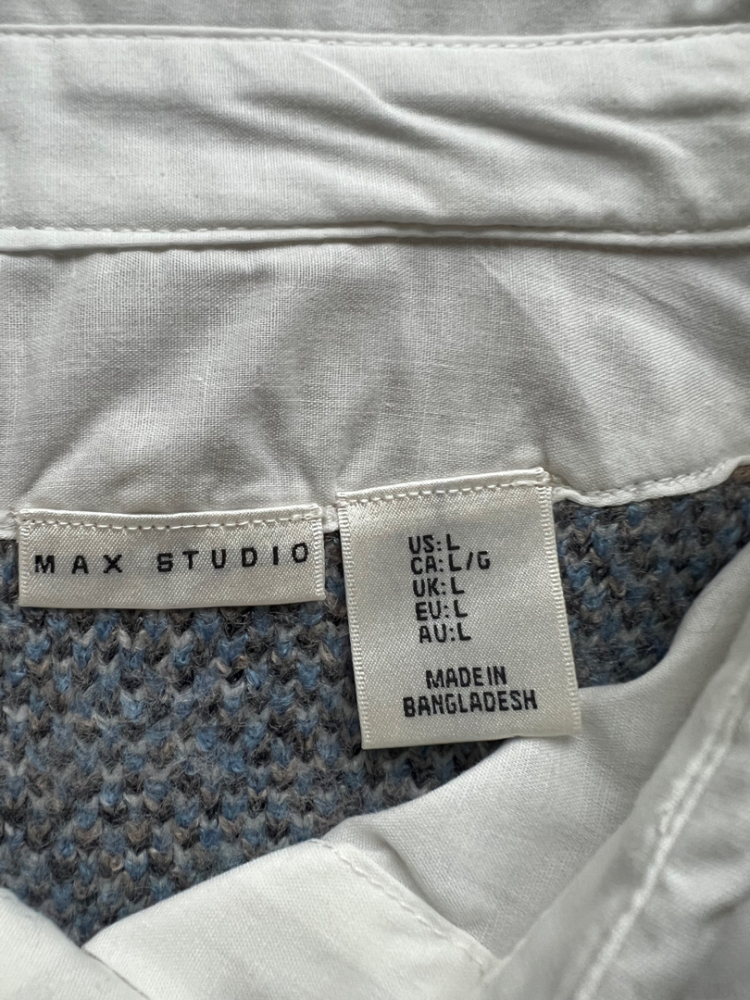 MAX STUDIO
US: L
CA: L/G
UK: L
EU: L
AU: L
MADE IN
BANGLADESH